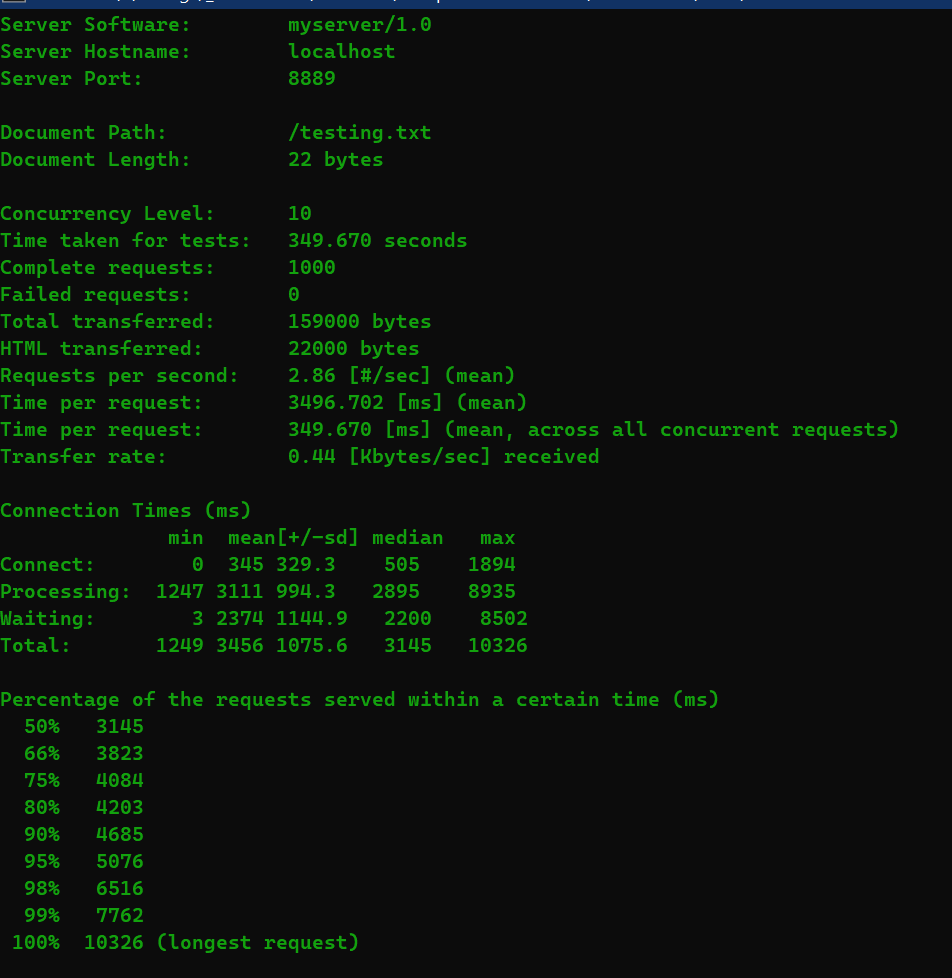 Server Software:        myserver/1.0
Server Hostname:        localhost
Server Port:            8889

Document Path:          /testing.txt
Document Length:        22 bytes

Concurrency Level:      10
Time taken for tests:   349.670 seconds
Complete requests:      1000
Failed requests:        0
Total transferred:      159000 bytes
HTML transferred:       22000 bytes
Requests per second:    2.86 [#/sec] (mean)
Time per request:       3496.702 [ms] (mean)
Time per request:       349.670 [ms] (mean, across all concurrent requests)
Transfer rate:          0.44 [Kbytes/sec] received

Connection Times (ms)
              min  mean[+/-sd] median   max
Connect:        0  345 329.3    505    1894
Processing:  1247 3111 994.3   2895    8935
Waiting:        3 2374 1144.9   2200    8502
Total:       1249 3456 1075.6   3145   10326

Percentage of the requests served within a certain time (ms)
  50%   3145
  66%   3823
  75%   4084
  80%   4203
  90%   4685
  95%   5076
  98%   6516
  99%   7762
 100%  10326 (longest request)